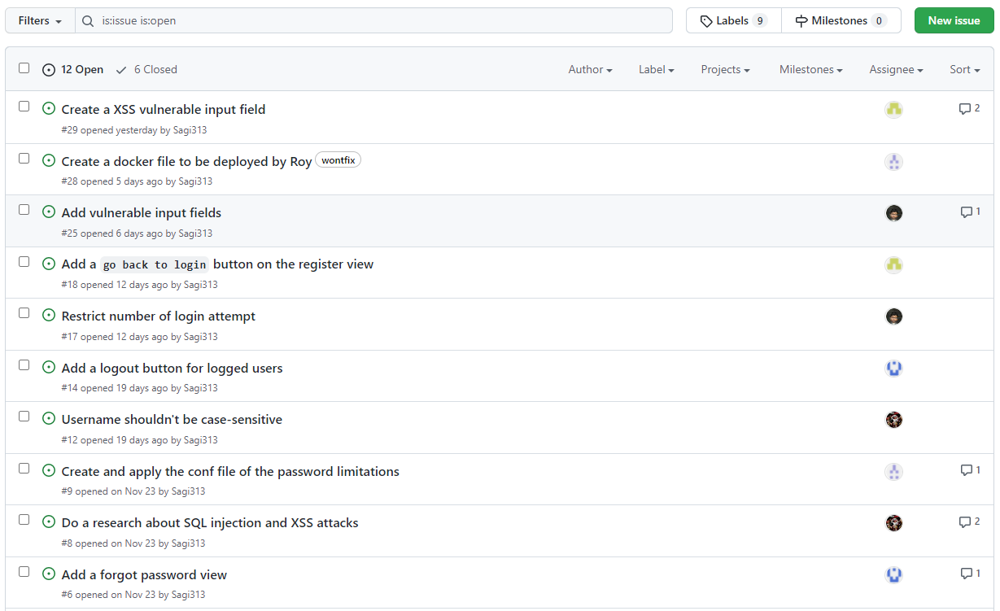 Filters is:issue is:open Labels 9 Milestones 0 New issue
12 Open 6 Closed Author Label Projects Milestones Assignee Sort
Create a XSS vulnerable input field 2
#29 opened yesterday by Sagi313
Create a docker file to be deployed by Roy wontfix
#28 opened 5 days ago by Sagi313
Add vulnerable input fields 1
#25 opened 6 days ago by Sagi313
Add a go back to login button on the register view
#18 opened 12 days ago by Sagi313
Restrict number of login attempt
#17 opened 12 days ago by Sagi313
Add a logout button for logged users
#14 opened 19 days ago by Sagi313
Username shouldn't be case-sensitive
#12 opened 19 days ago by Sagi313
Create and apply the conf file of the password limitations 1
#9 opened on Nov 23 by Sagi313
Do a research about SQL injection and XSS attacks 2
#8 opened on Nov 23 by Sagi313
Add a forgot password view 1
#6 opened on Nov 23 by Sagi313